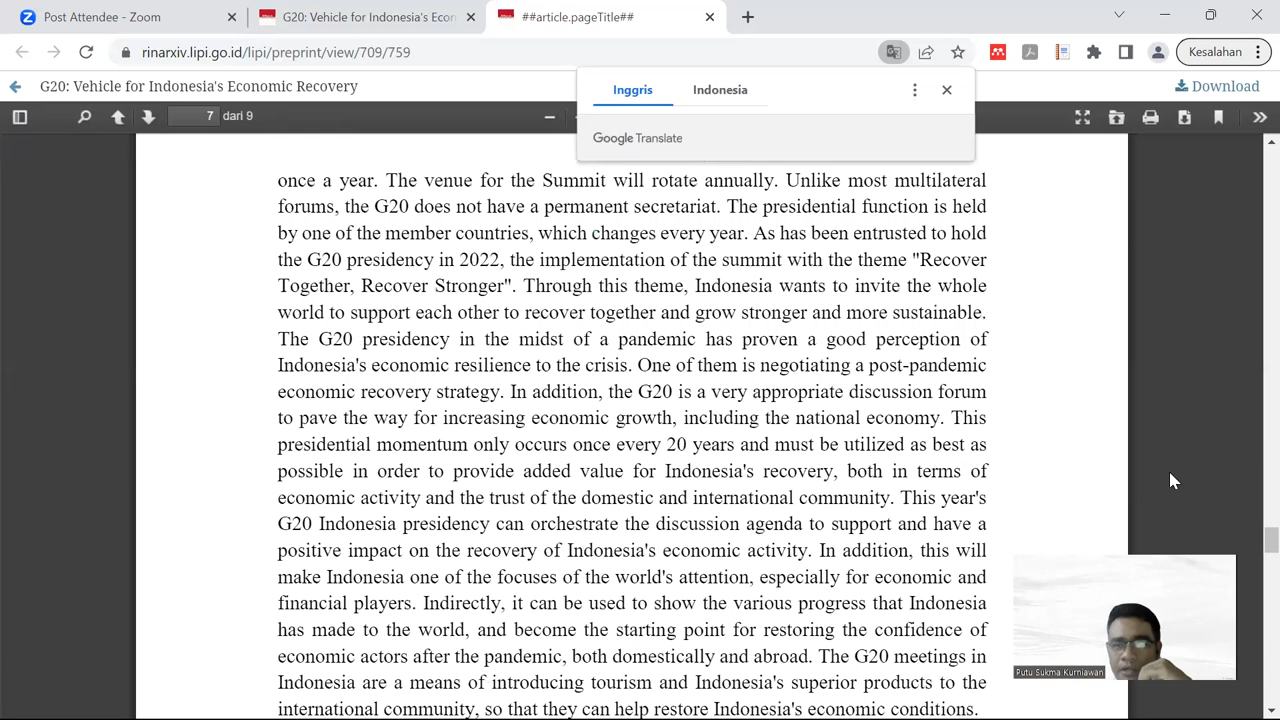 Post Attendee - Zoom
G20: Vehicle for Indonesia's Econ
##article.pageTitle##
rinarxiv.lipi.go.id/lipi/preprint/view/709/759
Kesalahan
G20: Vehicle for Indonesia's Economic Recovery
Download
Inggris
Indonesia
Google Translate
7 dari 9
once a year. The venue for the Summit will rotate annually. Unlike most multilateral
forums, the G20 does not have a permanent secretariat. The presidential function is held
by one of the member countries, which changes every year. As has been entrusted to hold
the G20 presidency in 2022, the implementation of the summit with the theme "Recover
Together, Recover Stronger". Through this theme, Indonesia wants to invite the whole
world to support each other to recover together and grow stronger and more sustainable.
The G20 presidency in the midst of a pandemic has proven a good perception of
Indonesia's economic resilience to the crisis. One of them is negotiating a post-pandemic
economic recovery strategy. In addition, the G20 is a very appropriate discussion forum
to pave the way for increasing economic growth, including the national economy. This
presidential momentum only occurs once every 20 years and must be utilized as best as
possible in order to provide added value for Indonesia's recovery, both in terms of
economic activity and the trust of the domestic and international community. This year's
G20 Indonesia presidency can orchestrate the discussion agenda to support and have a
positive impact on the recovery of Indonesia's economic activity. In addition, this will
make Indonesia one of the focuses of the world's attention, especially for economic and
financial players. Indirectly, it can be used to show the various progress that Indonesia
has made to the world, and become the starting point for restoring the confidence of
economic actors after the pandemic, both domestically and abroad. The G20 meetings in
means of introducing tourism and Indonesia's superior products to the
international community, so that they can help restore Indonesia's economic conditions.
Putu Sukma Kurniawan